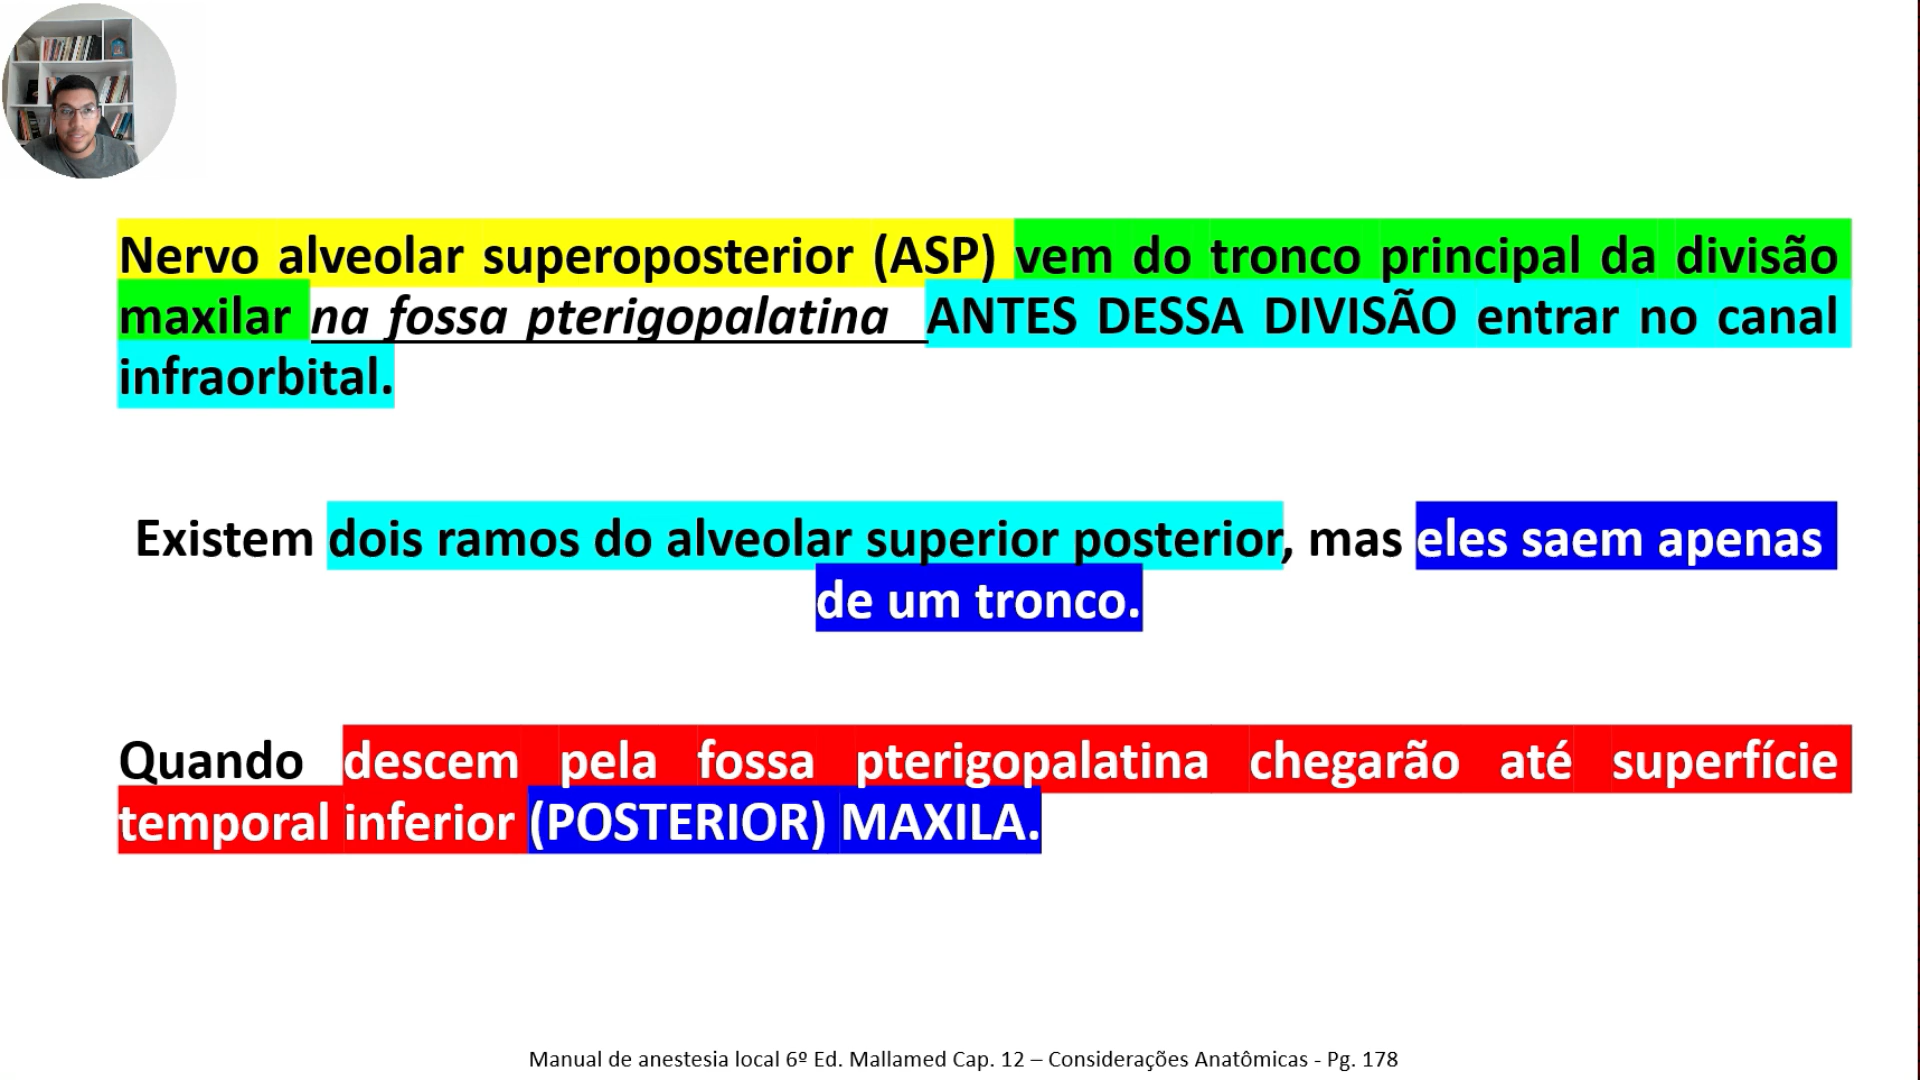 Nervo alveolar superoposterior (ASP) vem do tronco principal da divisão
maxilar na fossa pterigopalatina ANTES DESSA DIVISÃO entrar no canal
infraorbital.
Existem dois ramos do alveolar superior posterior, mas eles saem apenas
de um tronco.
Quando descem pela fossa pterigopalatina chegarão até superfície
temporal inferior (POSTERIOR) MAXILA.
Manual de anestesia local 6º Ed. Mallamed Cap. 12 – Considerações Anatômicas - Pg. 178